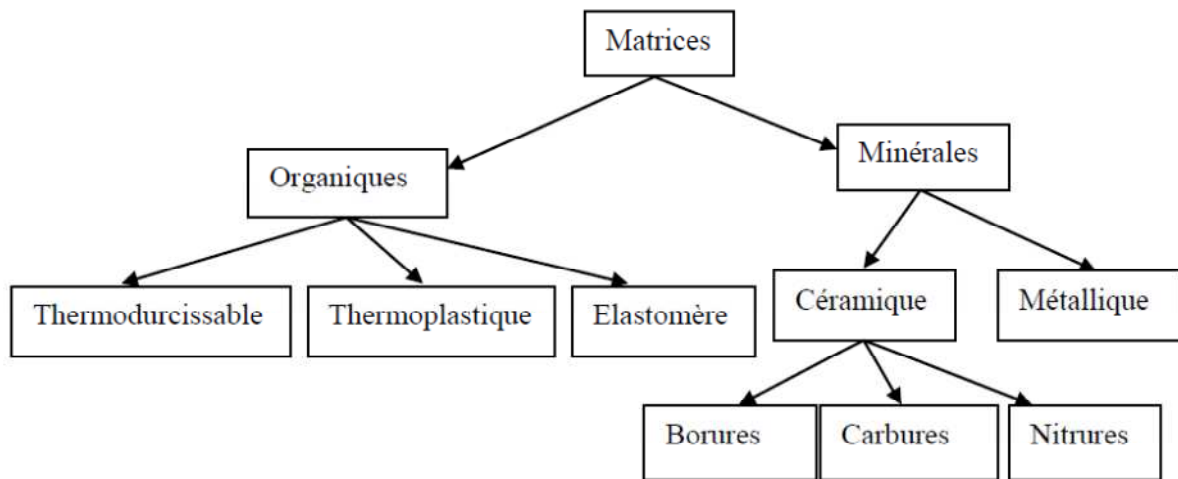 Matrices
Organiques
Minérales
Thermodurcissable
Thermoplastique
Elastomère
Céramique
Métallique
Borures
Carbures
Nitrures